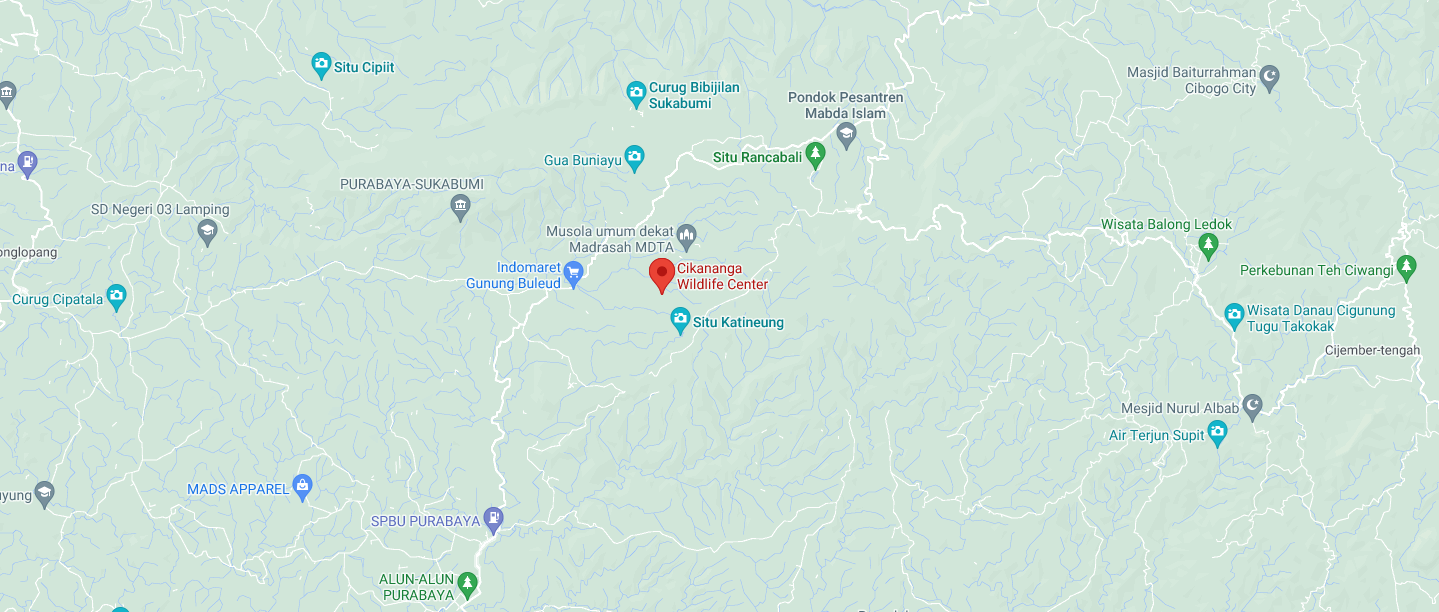 Situ Cipiit
Curug Bibijilan
Sukabumi
Masjid Baiturrahman
Cibogo City
Pondok Pesantren
Mabda Islam
Gua Buniayu
Situ Rancabali
na
PURABAYA-SUKABUMI
SD Negeri 03 Lamping
Musola umum dekat
Madrasah MDTA
Wisata Balong Ledok
onglopang
Indomaret
Gunung Buleud
Cikananga
Wildlife Center
Perkebunan Teh Ciwangi
Curug Cipatala
Situ Katineung
Wisata Danau Cigunung
Tugu Takokak
Cijember-tengah
Mesjid Nurul Albab
Air Terjun Supit
MADS APPAREL
yung
SPBU PURABAYA
ALUN-ALUN
PURABAYA